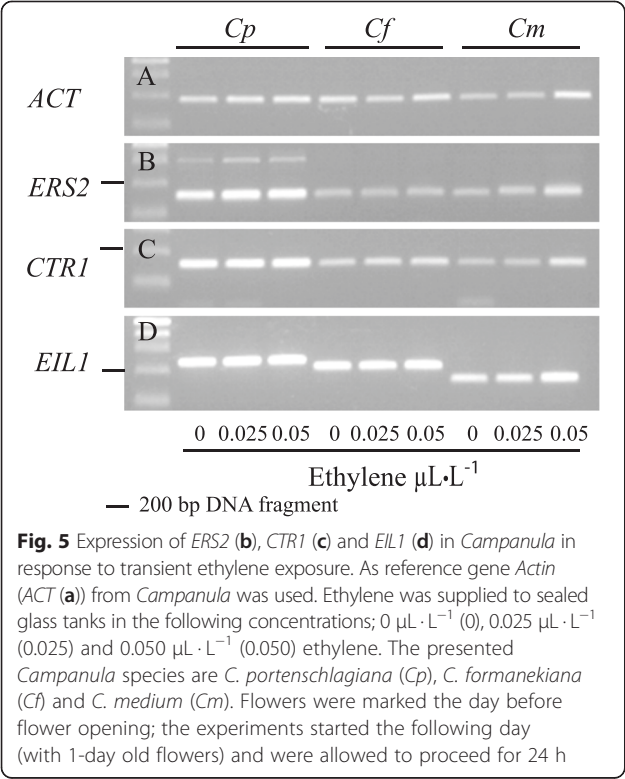 Cp Cf Cm
A
ACT
B
ERS2
C
CTR1
D
EIL1
0 0.025 0.05 0 0.025 0.05 0 0.025 0.05
Ethylene µL•L⁻¹
— 200 bp DNA fragment
Fig. 5 Expression of ERS2 (b), CTR1 (c) and EIL1 (d) in Campanula in
response to transient ethylene exposure. As reference gene Actin
(ACT (a)) from Campanula was used. Ethylene was supplied to sealed
glass tanks in the following concentrations; 0 μL · L⁻¹ (0), 0.025 μL · L⁻¹
(0.025) and 0.050 μL · L⁻¹ (0.050) ethylene. The presented
Campanula species are C. portenschlagiana (Cp), C. formanekiana
(Cf) and C. medium (Cm). Flowers were marked the day before
flower opening; the experiments started the following day
(with 1-day old flowers) and were allowed to proceed for 24 h